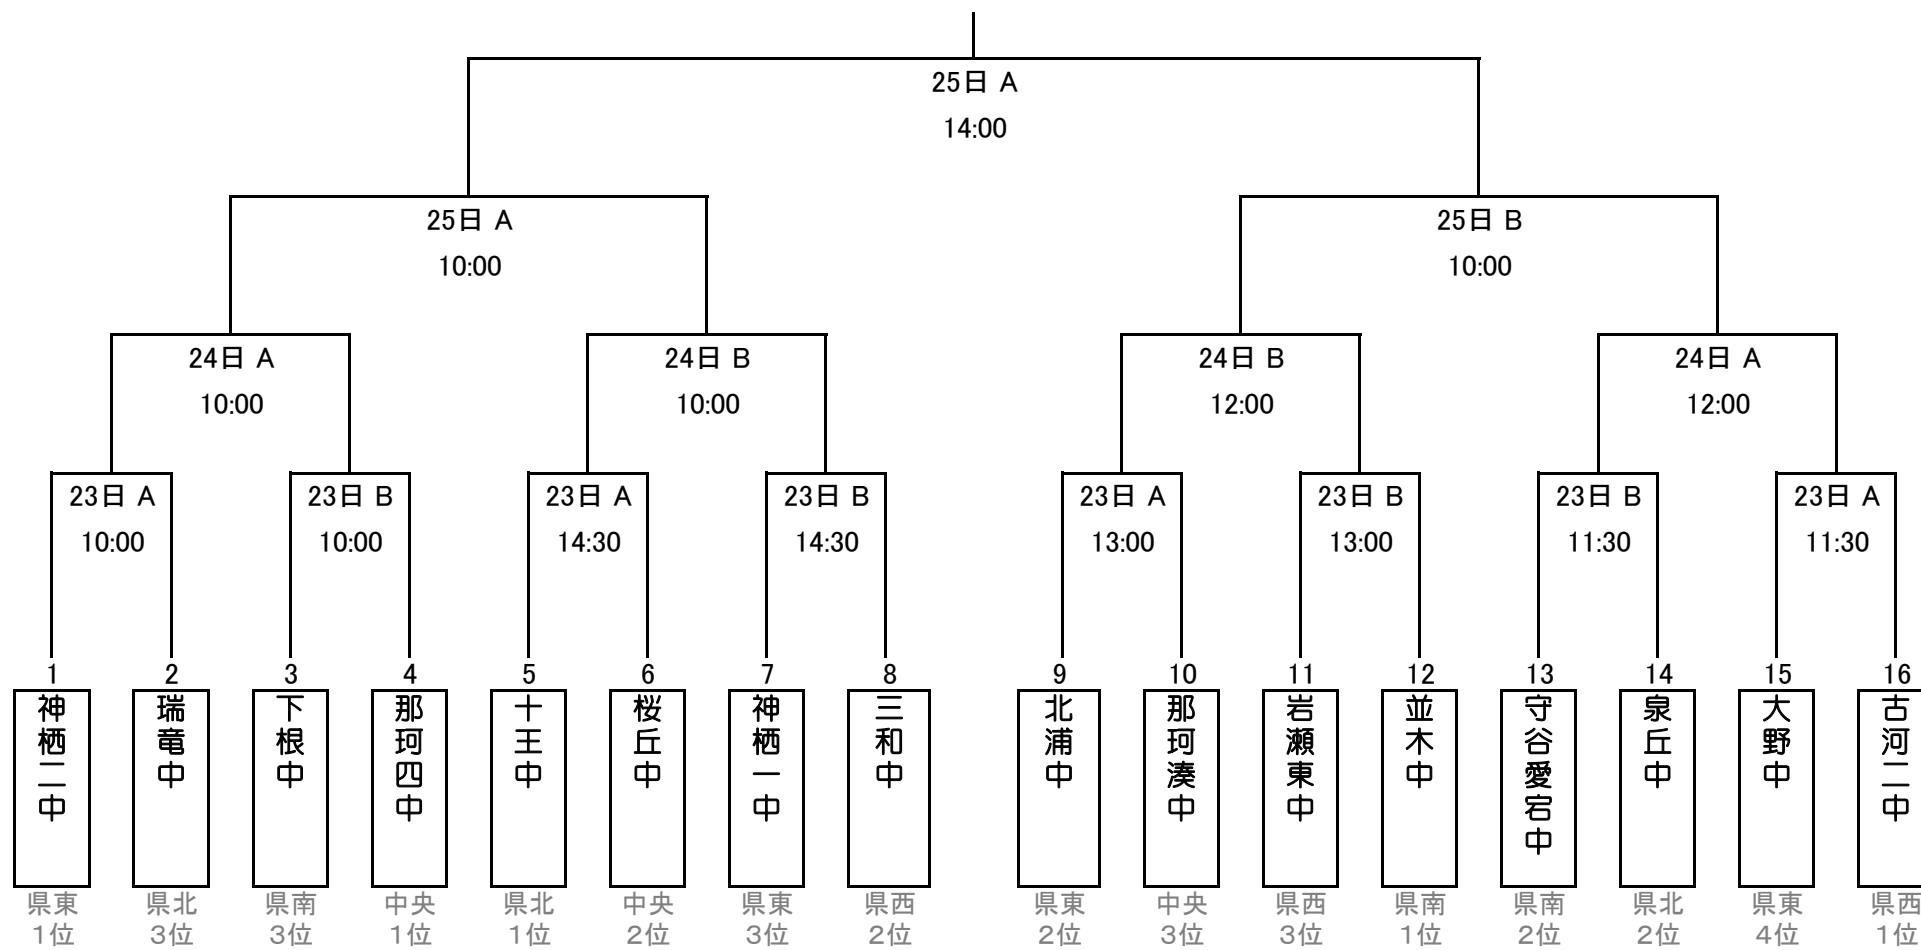 25日 A
14:00
25日 A
25日 B
10:00
10:00
24日 A
24日 B
24日 B
24日 A
10:00
10:00
12:00
12:00
23日 A
23日 B
23日 A
23日 B
23日 A
23日 B
23日 B
23日 A
10:00
10:00
14:30
14:30
13:00
13:00
11:30
11:30
1
2
3
4
5
6
7
8
9
10
11
12
13
14
15
16
神栖二中
瑞竜中
下根中
那珂四中
十王中
桜丘中
神栖一中
三和中
北浦中
那珂湊中
岩瀬東中
並木中
守谷愛宕中
泉丘中
大野中
古河二中
県東
県北
県南
中央
県北
中央
県東
県西
県東
中央
県西
県南
県南
県北
県東
県西
1位
3位
3位
1位
1位
2位
3位
2位
2位
3位
3位
1位
2位
2位
4位
1位